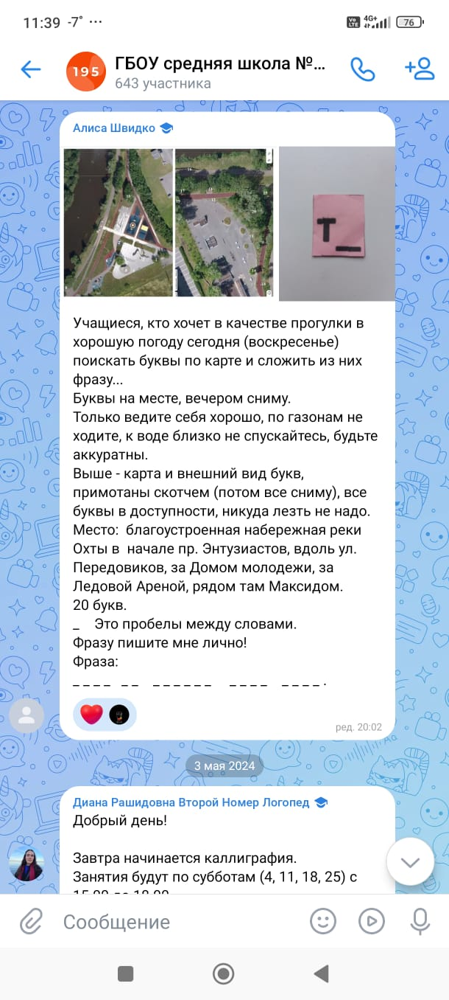 11:39 -7° ...
Vo LTE 4G+ 76
195
ГБОУ средняя школа №...
643 участника
Алиса Швидко
Т_
Учащиеся, кто хочет в качестве прогулки в
хорошую погоду сегодня (воскресенье)
поискать буквы по карте и сложить из них
фразу...
Буквы на месте, вечером сниму.
Только ведите себя хорошо, по газонам не
ходите, к воде близко не спускайтесь, будьте
аккуратны.
Выше - карта и внешний вид букв,
примотаны скотчем (потом все сниму), все
буквы в доступности, никуда лезть не надо.
Место:  благоустроенная набережная реки
Охты в  начале пр. Энтузиастов, вдоль ул.
Передовиков, за Домом молодежи, за
Ледовой Ареной, рядом там Максидом.
20 букв.
_    Это пробелы между словами.
Фразу пишите мне лично!
Фраза:
_ _ _ _   _ _   _ _ _ _ _ _   _ _ _ _   _ _ _ _ .
ред. 20:02
3 мая 2024
Диана Рашидовна Второй Номер Логопед
Добрый день!
Завтра начинается каллиграфия.
Занятия будут по субботам (4, 11, 18, 25) с
Сообщение